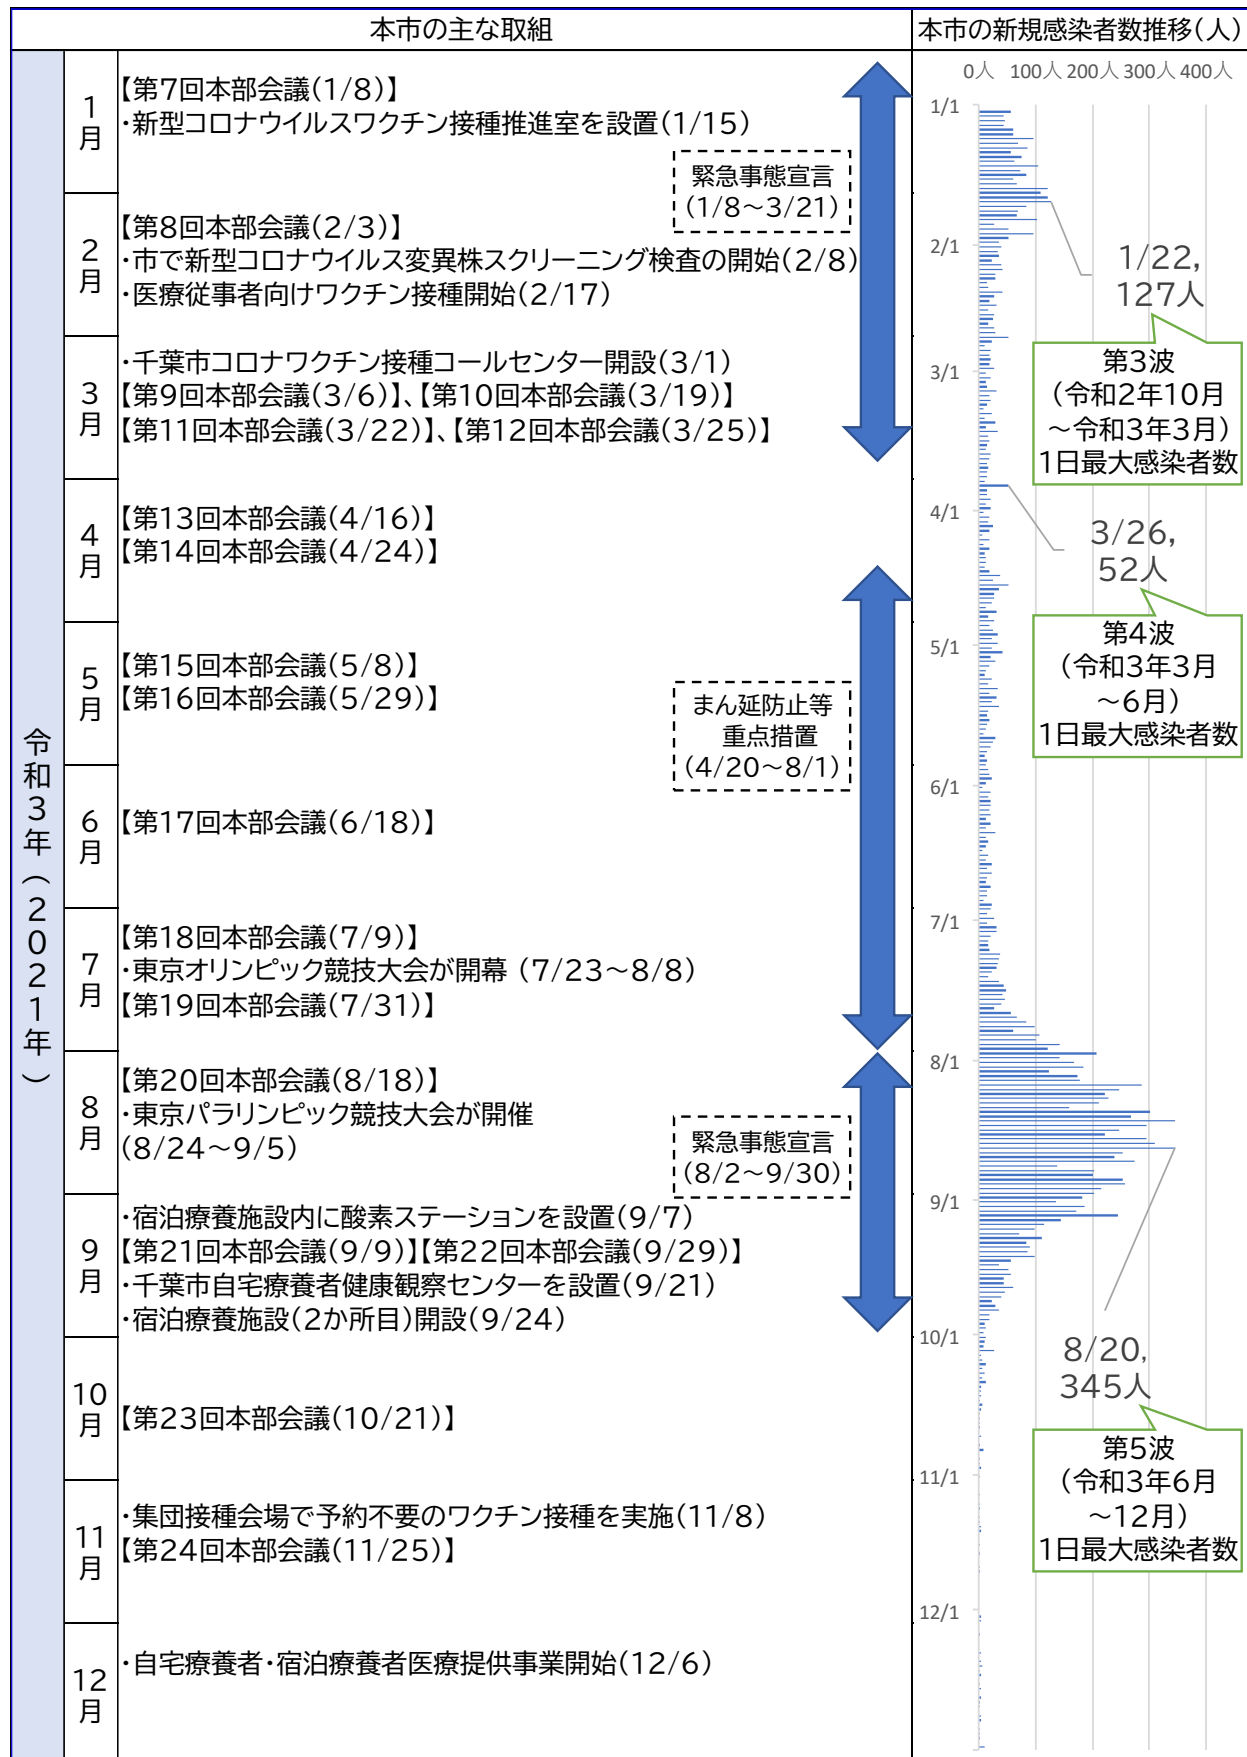 本市の主な取組
本市の新規感染者数推移(人)
令和3年(2021年)
1月
【第7回本部会議(1/8)】
・新型コロナウイルスワクチン接種推進室を設置(1/15)
緊急事態宣言
(1/8~3/21)
2月
【第8回本部会議(2/3)】
・市で新型コロナウイルス変異株スクリーニング検査の開始(2/8)
・医療従事者向けワクチン接種開始(2/17)
3月
・千葉市コロナワクチン接種コールセンター開設(3/1)
【第9回本部会議(3/6)】、【第10回本部会議(3/19)】
【第11回本部会議(3/22)】、【第12回本部会議(3/25)】
4月
【第13回本部会議(4/16)】
【第14回本部会議(4/24)】
5月
【第15回本部会議(5/8)】
【第16回本部会議(5/29)】
まん延防止等
重点措置
(4/20~8/1)
6月
【第17回本部会議(6/18)】
7月
【第18回本部会議(7/9)】
・東京オリンピック競技大会が開幕 (7/23~8/8)
【第19回本部会議(7/31)】
8月
【第20回本部会議(8/18)】
・東京パラリンピック競技大会が開催
(8/24~9/5)
緊急事態宣言
(8/2~9/30)
9月
・宿泊療養施設内に酸素ステーションを設置(9/7)
【第21回本部会議(9/9)】【第22回本部会議(9/29)】
・千葉市自宅療養者健康観察センターを設置(9/21)
・宿泊療養施設(2か所目)開設(9/24)
10月
【第23回本部会議(10/21)】
11月
・集団接種会場で予約不要のワクチン接種を実施(11/8)
【第24回本部会議(11/25)】
12月
・自宅療養者・宿泊療養者医療提供事業開始(12/6)
0人 100人 200人 300人 400人
1/1
2/1
3/1
4/1
5/1
6/1
7/1
8/1
9/1
10/1
11/1
12/1
1/22,
127人
第3波
(令和2年10月
~令和3年3月)
1日最大感染者数
3/26,
52人
第4波
(令和3年3月
~6月)
1日最大感染者数
8/20,
345人
第5波
(令和3年6月
~12月)
1日最大感染者数